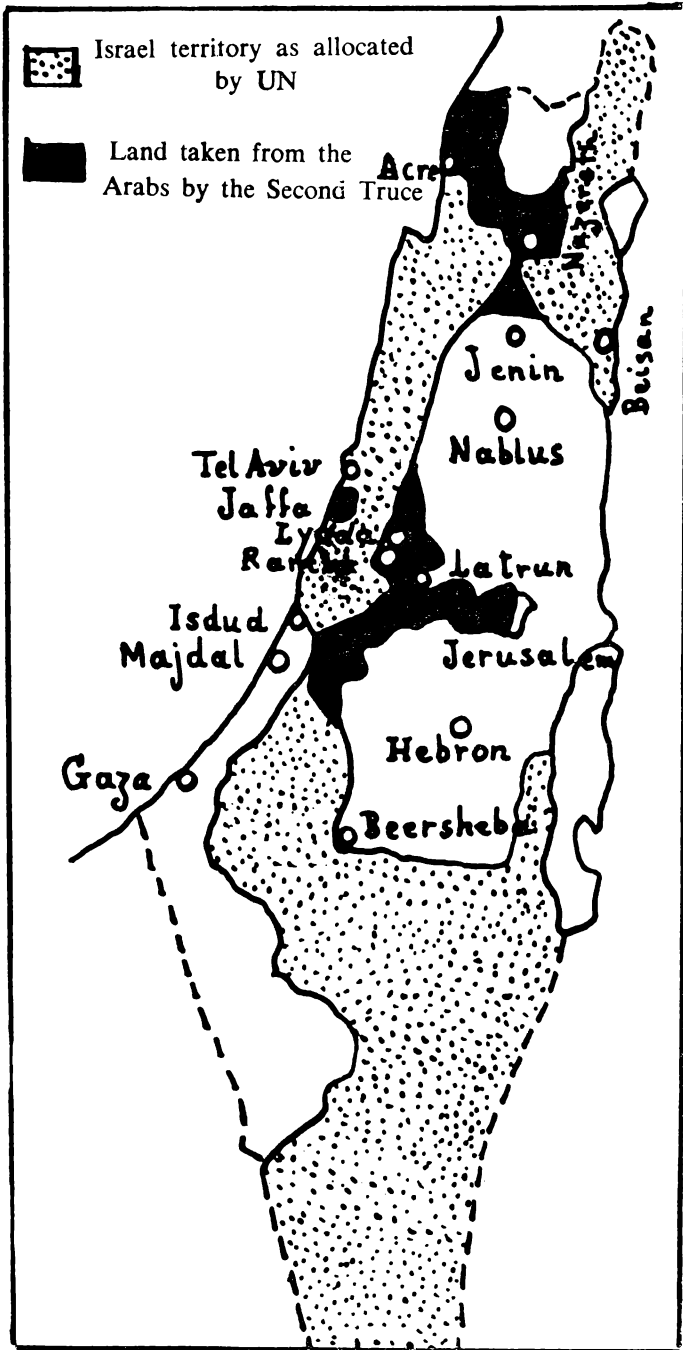 Israel territory as allocated
by UN
Land taken from the
Arabs by the Second Truce
Acre
Nazareth
Beisan
Jenin
Nablus
Tel Aviv
Jaffa
Lydda
Ramla
Latrun
Isdud
Majdal
Jerusalem
Hebron
Gaza
Beersheba